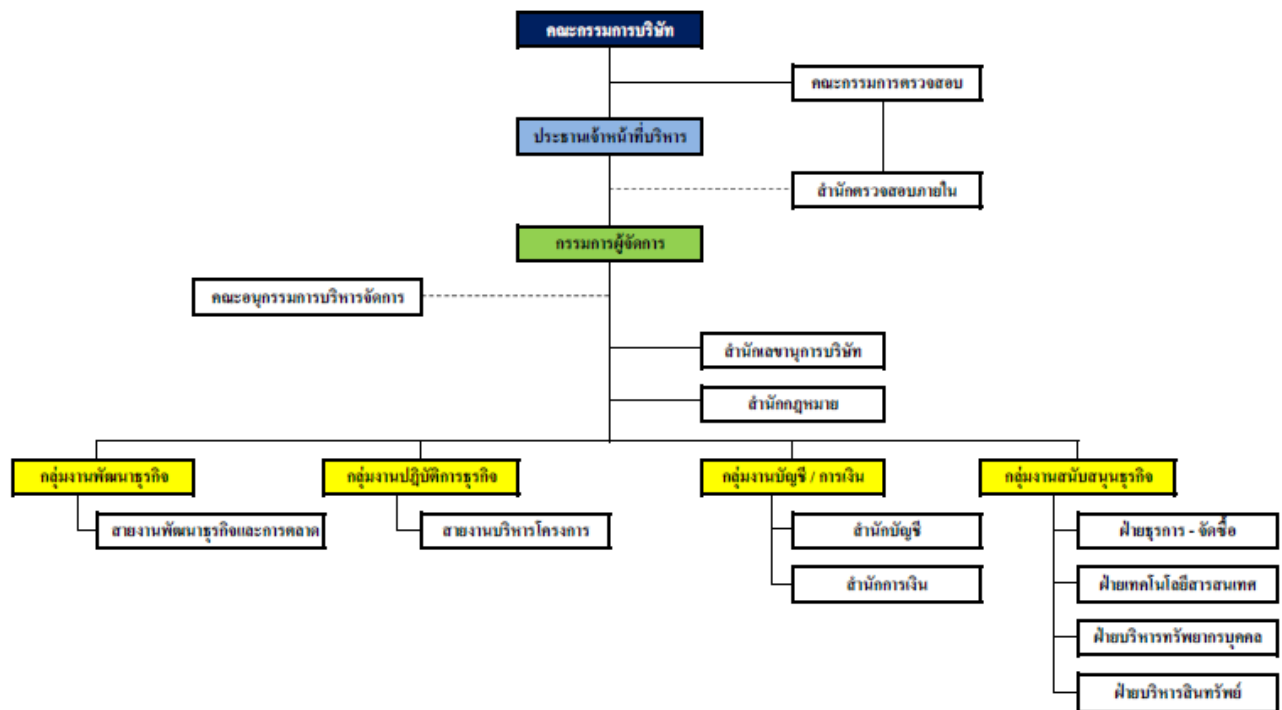 คณะกรรมการบริษัท
คณะกรรมการตรวจสอบ
ประธานเจ้าหน้าที่บริหาร
สำนักตรวจสอบภายใน
กรรมการผู้จัดการ
คณะอนุกรรมการบริหารจัดการ
สำนักเลขานุการบริษัท
สำนักกฎหมาย
กลุ่มงานพัฒนาธุรกิจ
กลุ่มงานปฎิบัติการธุรกิจ
กลุ่มงานบัญชี / การเงิน
กลุ่มงานสนับสนุนธุรกิจ
สายงานพัฒนาธุรกิจและการตลาด
สายงานบริหารโครงการ
สำนักบัญชี
ฝ่ายธุรการ - จัดซื้อ
สำนักการเงิน
ฝ่ายเทคโนโลยีสารสนเทศ
ฝ่ายบริหารทรัพยากรบุคคล
ฝ่ายบริหารสินทรัพย์